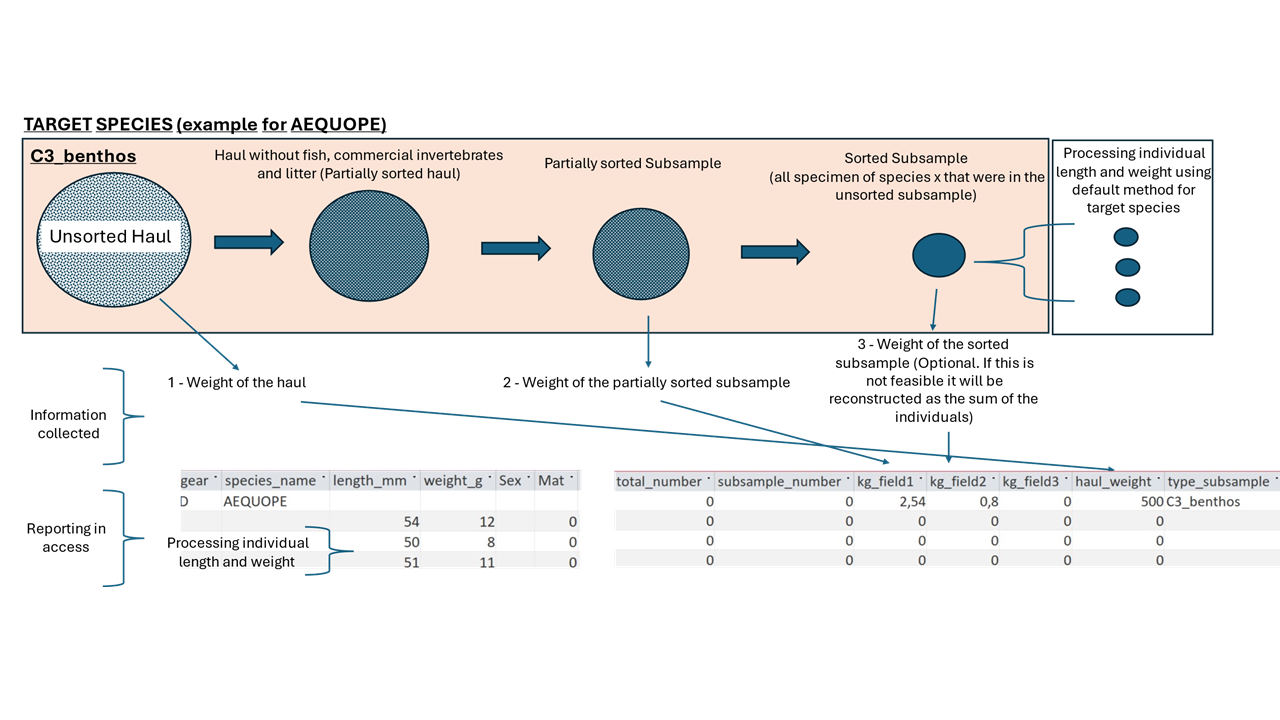 TARGET SPECIES (example for AEQUOPE)
C3_benthos
Unsorted Haul
Haul without fish, commercial invertebrates
and litter (Partially sorted haul)
Partially sorted Subsample
Sorted Subsample
(all specimen of species x that were in the
unsorted subsample)
Processing individual
length and weight using
default method for
target species
Information
collected
1 - Weight of the haul
2 - Weight of the partially sorted subsample
3 - Weight of the sorted
subsample (Optional. If this is
not feasible it will be
reconstructed as the sum of the
individuals)
Reporting in
access
gear species_name length_mm weight_g Sex Mat
D AEQUOPE
54 12 0
50 8 0
51 11 0
Processing individual
length and weight
total_number subsample_number kg_field1 kg_field2 kg_field3 haul_weight type_subsample
0 0 2,54 0,8 0 500 C3_benthos
0 0 0 0 0 0
0 0 0 0 0 0
0 0 0 0 0 0